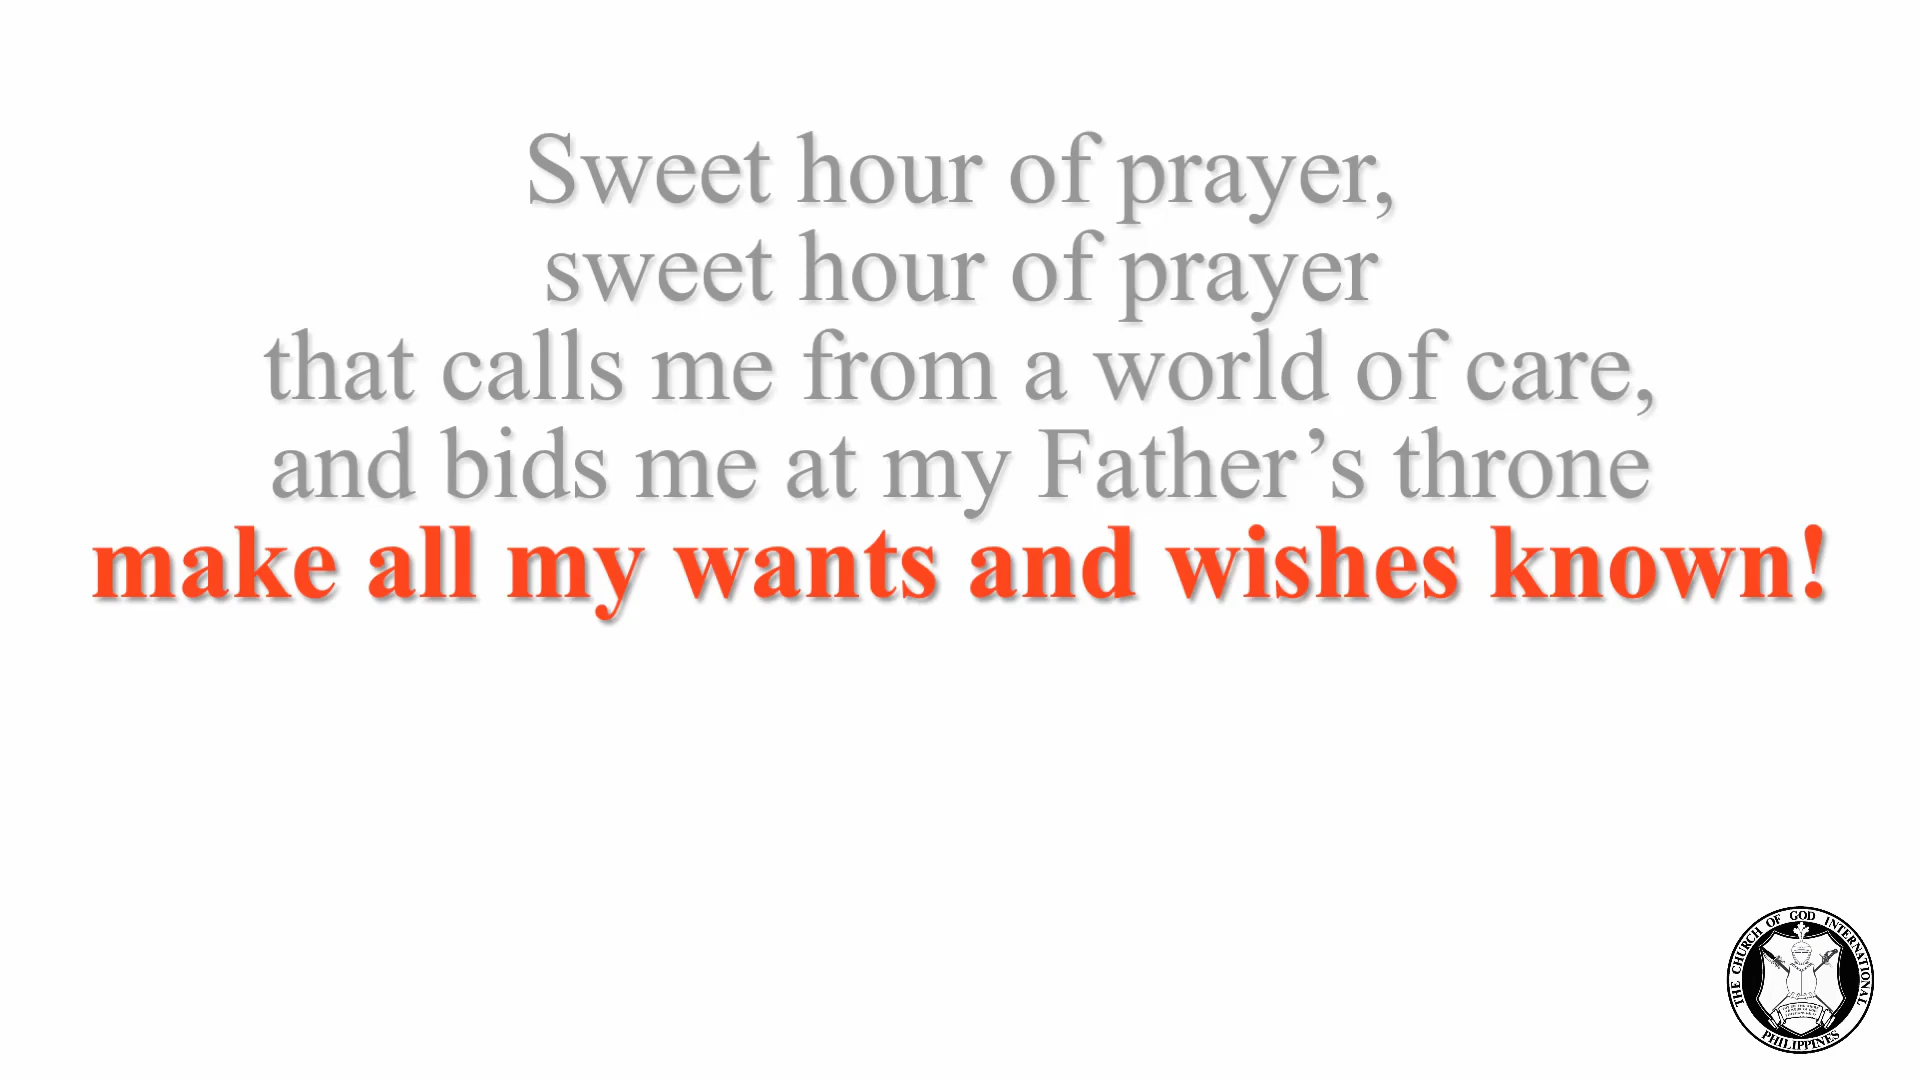 Sweet hour of prayer,
sweet hour of prayer
that calls me from a world of care,
and bids me at my Father’s throne
make all my wants and wishes known!
THE CHURCH OF GOD INTERNATIONAL
PHILIPPINES